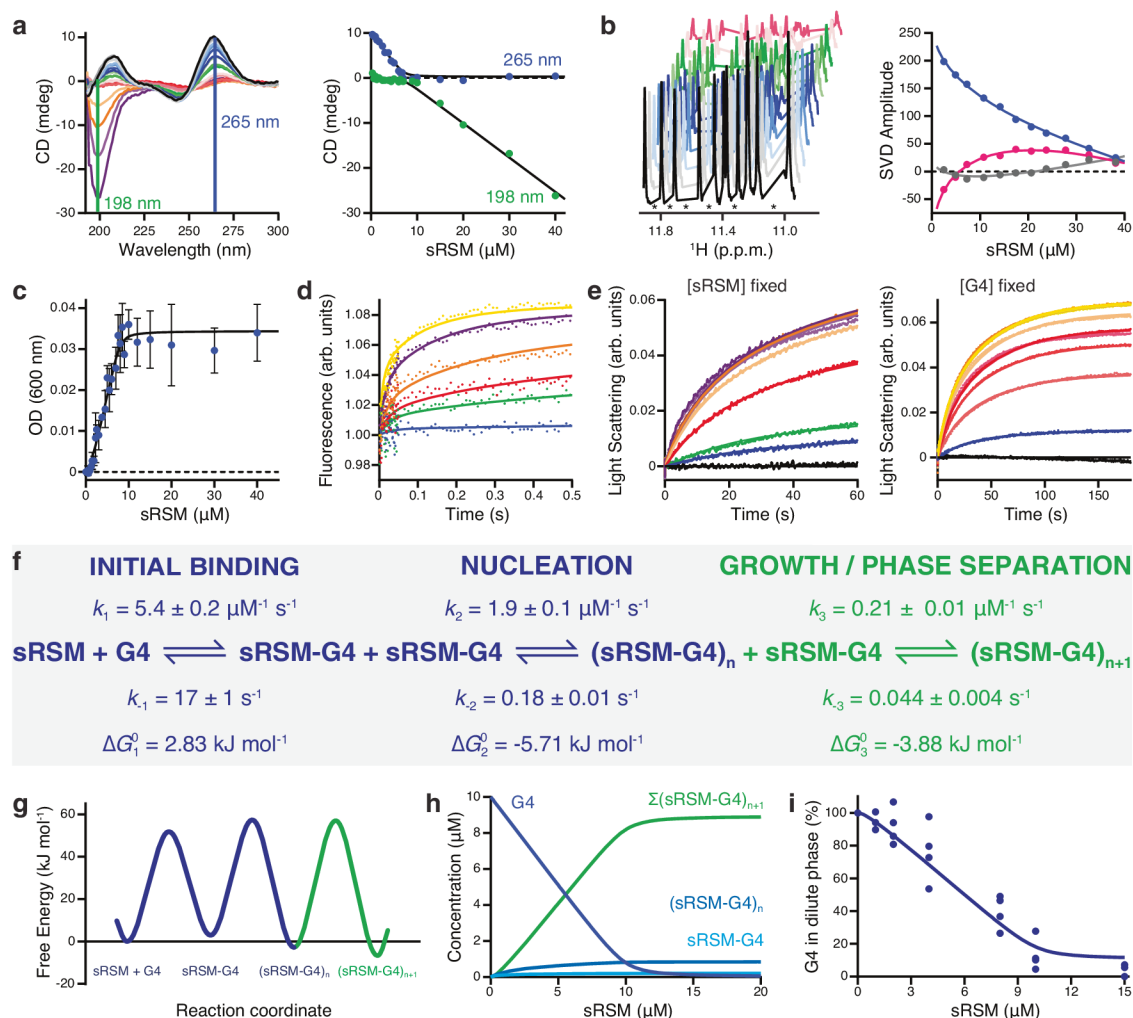 a
CD (mdeg)
10
0
-10
-20
-30
265 nm
198 nm
200
225
250
275
300
Wavelength (nm)
CD (mdeg)
10
0
-10
-20
-30
265 nm
198 nm
0
10
20
30
40
sRSM (µM)
b
11.8
11.4
11.0
* * * * * *
¹H (p.p.m.)
SVD Amplitude
250
200
150
100
50
0
-50
-100
0
10
20
30
40
sRSM (µM)
c
OD (600 nm)
0.04
0.03
0.02
0.01
0
0
10
20
30
40
sRSM (µM)
d
Fluorescence (arb. units)
1.08
1.06
1.04
1.02
1.00
0.98
0
0.1
0.2
0.3
0.4
0.5
Time (s)
e
[sRSM] fixed
Light Scattering (arb. units)
0.06
0.04
0.02
0
0
20
40
60
Time (s)
[G4] fixed
Light Scattering (arb. units)
0.06
0.04
0.02
0
0
50
100
150
Time (s)
f
INITIAL BINDING NUCLEATION GROWTH / PHASE SEPARATION
k₁ = 5.4 ± 0.2 µM⁻¹ s⁻¹ k₂ = 1.9 ± 0.1 µM⁻¹ s⁻¹ k₃ = 0.21 ± 0.01 µM⁻¹ s⁻¹
sRSM + G4 ⇌ sRSM-G4 + sRSM-G4 ⇌ (sRSM-G4)ₙ + sRSM-G4 ⇌ (sRSM-G4)ₙ₊₁
k₋₁ = 17 ± 1 s⁻¹ k₋₂ = 0.18 ± 0.01 s⁻¹ k₋₃ = 0.044 ± 0.004 s⁻¹
ΔG⁰₁ = 2.83 kJ mol⁻¹ ΔG⁰₂ = -5.71 kJ mol⁻¹ ΔG⁰₃ = -3.88 kJ mol⁻¹
g
Free Energy (kJ mol⁻¹)
60
40
20
0
-20
sRSM + G4
sRSM-G4
(sRSM-G4)ₙ
(sRSM-G4)ₙ₊₁
Reaction coordinate
h
Concentration (µM)
10
8
6
4
2
0
G4
Σ(sRSM-G4)ₙ₊₁
(sRSM-G4)ₙ
sRSM-G4
0
5
10
15
20
sRSM (µM)
i
G4 in dilute phase (%)
100
80
60
40
20
0
0
3
6
9
12
15
sRSM (µM)